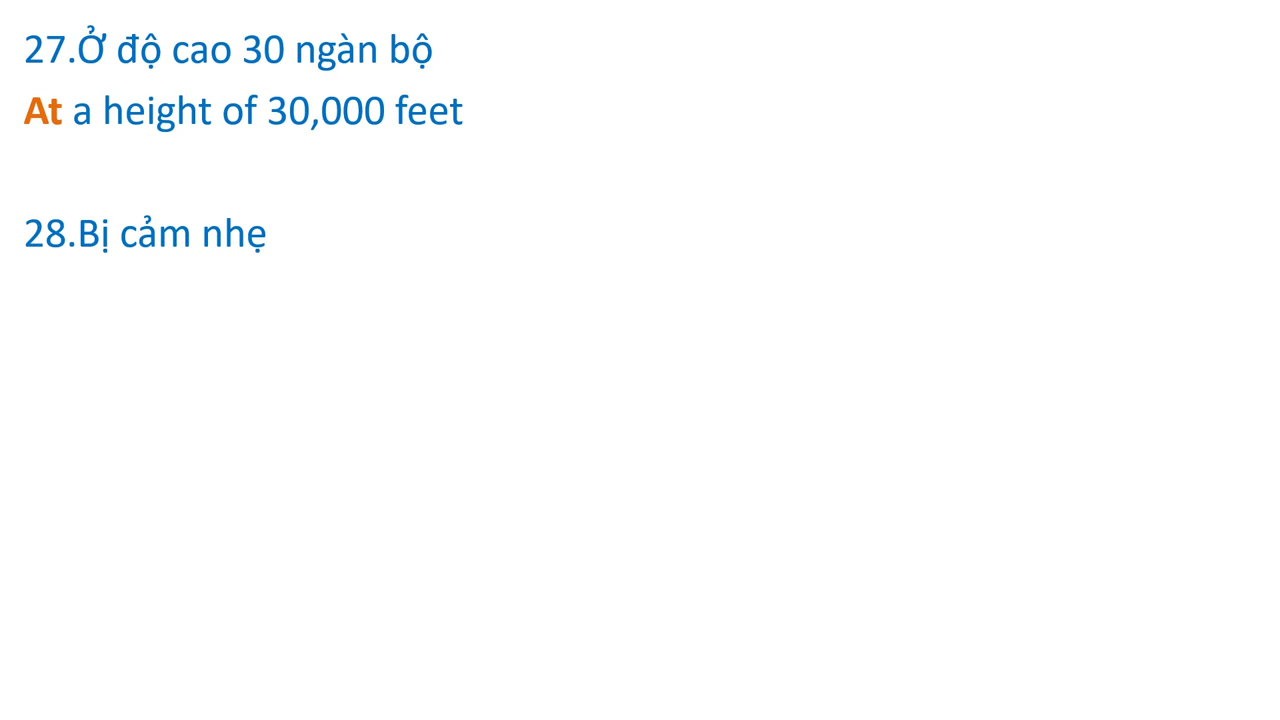 27.Ở độ cao 30 ngàn bộ
At a height of 30,000 feet
28.Bị cảm nhẹ